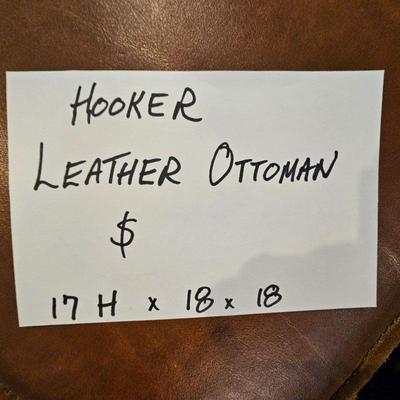 HOOKER
LEATHER OTTOMAN
$
17 H x 18 x 18